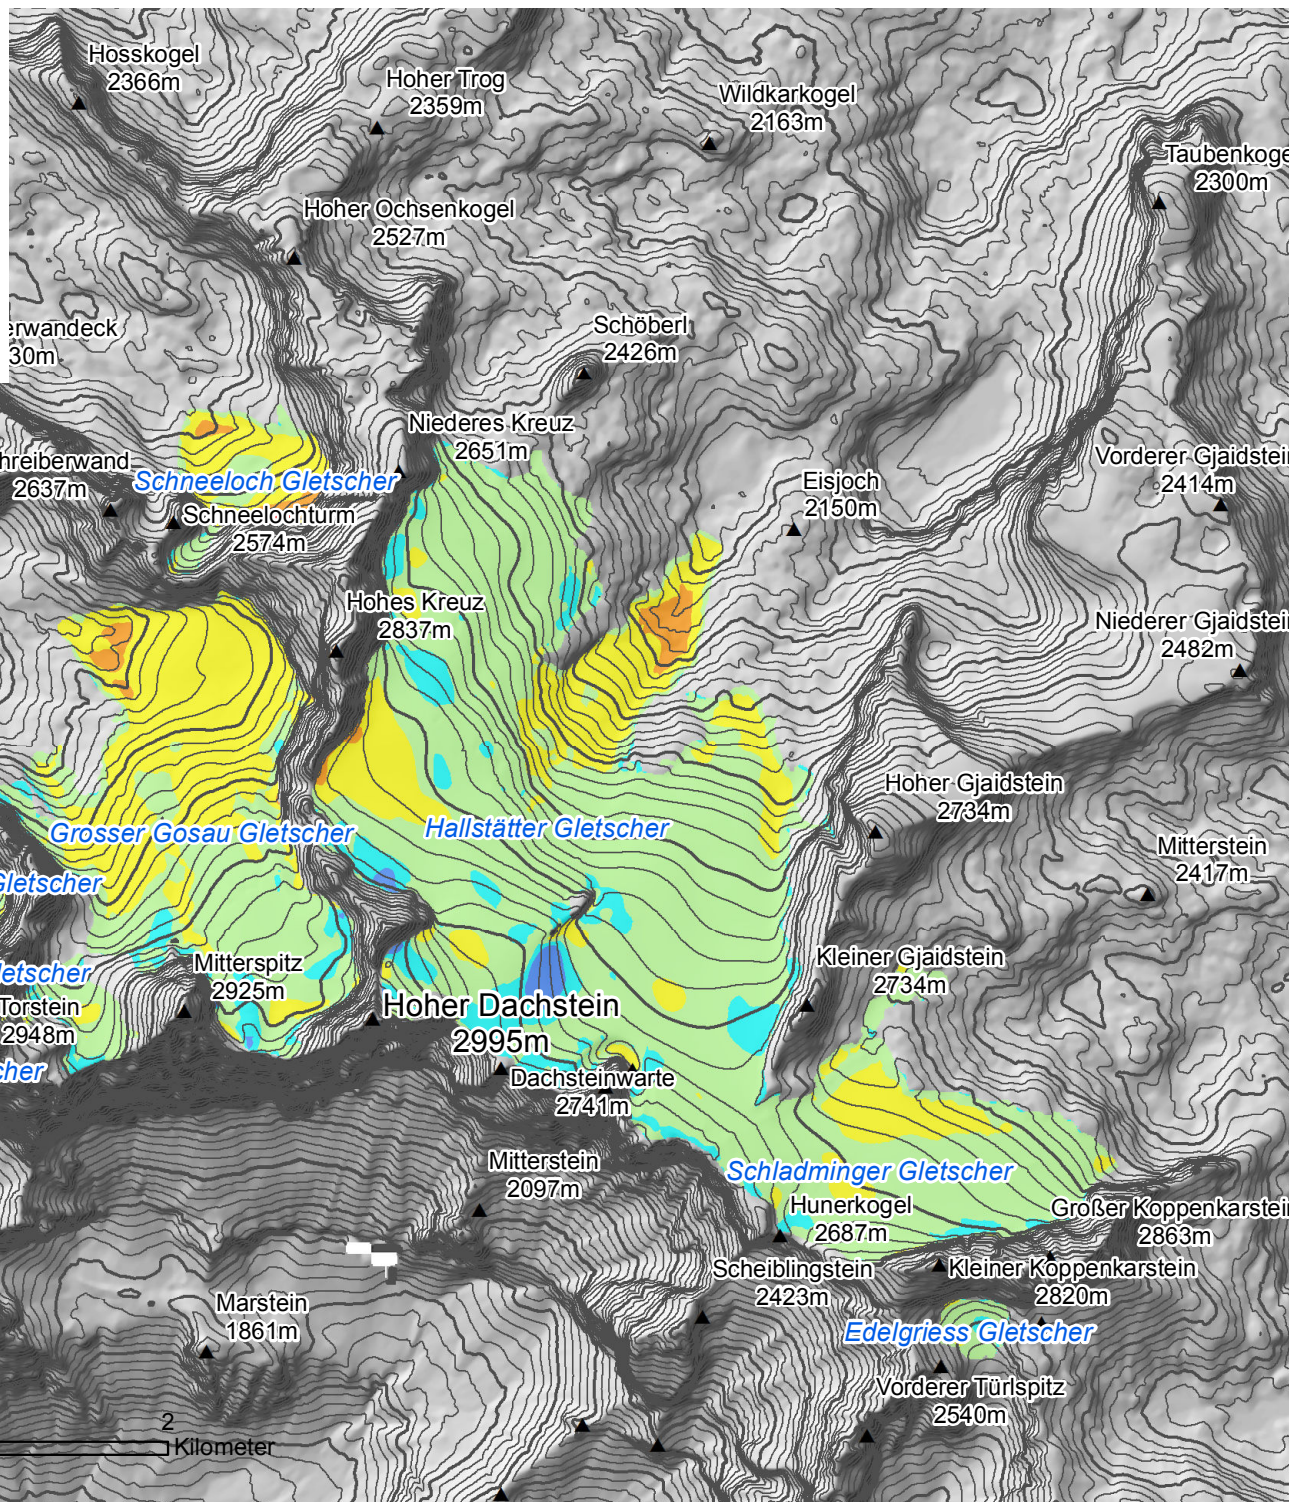 Hosskogel
2366m
Hoher Trog
2359m
Wildkarkogel
2163m
Taubenkoge
2300m
Hoher Ochsenkogel
2527m
erwandeck
30m
Schöberl
2426m
Niederes Kreuz
2651m
hreiberwand
2637m
Schneeloch Gletscher
Schneelochturm
2574m
Eisjoch
2150m
Vorderer Gjaidstein
2414m
Hohes Kreuz
2837m
Niederer Gjaidstein
2482m
Hoher Gjaidstein
2734m
Grosser Gosau Gletscher
Hallstätter Gletscher
Mitterstein
2417m
Gletscher
Mitterspitz
2925m
Kleiner Gjaidstein
2734m
letscher
Torstein
2948m
Hoher Dachstein
2995m
cher
Dachsteinwarte
2741m
Mitterstein
2097m
Schladminger Gletscher
Hunerkogel
2687m
Großer Koppenkarstein
2863m
Scheiblingstein
2423m
Kleiner Koppenkarstein
2820m
Marstein
1861m
Edelgriess Gletscher
Vorderer Türlspitz
2540m
2
Kilometer